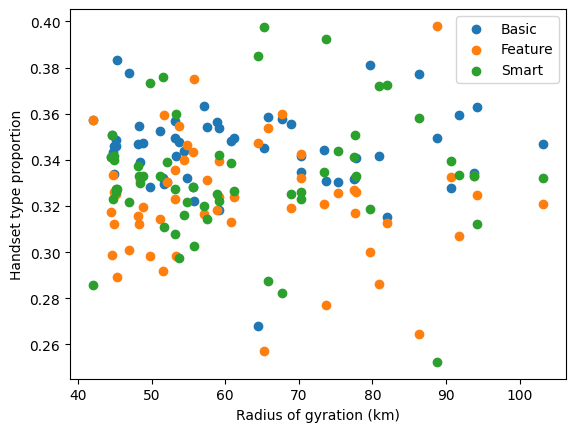 Basic
Feature
Smart
0.40
0.38
0.36
0.34
0.32
0.30
0.28
0.26
Handset type proportion
40 50 60 70 80 90 100
Radius of gyration (km)